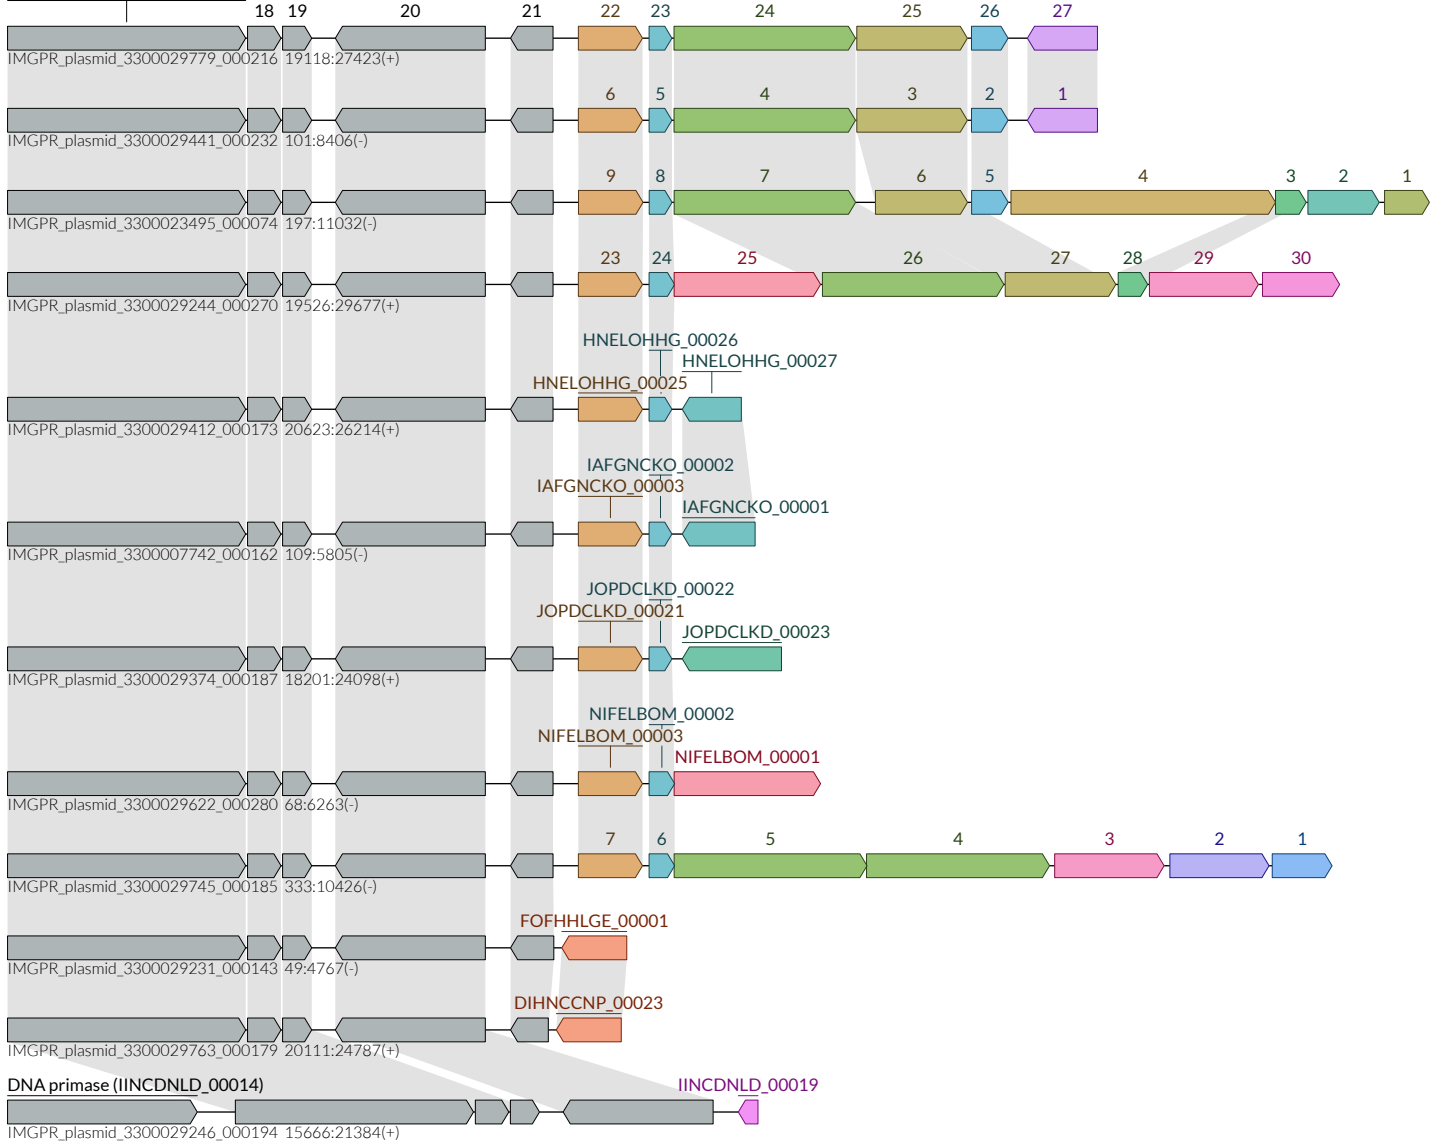 18 19 20 21 22 23 24 25 26 27
IMGPR_plasmid_3300029779_000216 19118:27423(+)
6 5 4 3 2 1
IMGPR_plasmid_3300029441_000232 101:8406(-)
9 8 7 6 5 4 3 2 1
IMGPR_plasmid_3300023495_000074 197:11032(-)
23 24 25 26 27 28 29 30
IMGPR_plasmid_3300029244_000270 19526:29677(+)
HNELOHHG_00026
HNELOHHG_00027
HNELOHHG_00025
IMGPR_plasmid_3300029412_000173 20623:26214(+)
IAFGNCKO_00002
IAFGNCKO_00003
IAFGNCKO_00001
IMGPR_plasmid_3300007742_000162 109:5805(-)
JOPDCLKD_00022
JOPDCLKD_00021
JOPDCLKD_00023
IMGPR_plasmid_3300029374_000187 18201:24098(+)
NIFELBOM_00002
NIFELBOM_00003
NIFELBOM_00001
IMGPR_plasmid_3300029622_000280 68:6263(-)
7 6 5 4 3 2 1
IMGPR_plasmid_3300029745_000185 333:10426(-)
FOFHHLGE_00001
IMGPR_plasmid_3300029231_000143 49:4767(-)
DIHNCCNP_00023
IMGPR_plasmid_3300029763_000179 20111:24787(+)
DNA primase (IINCDNLD_00014) IINCDNLD_00019
IMGPR_plasmid_3300029246_000194 15666:21384(+)